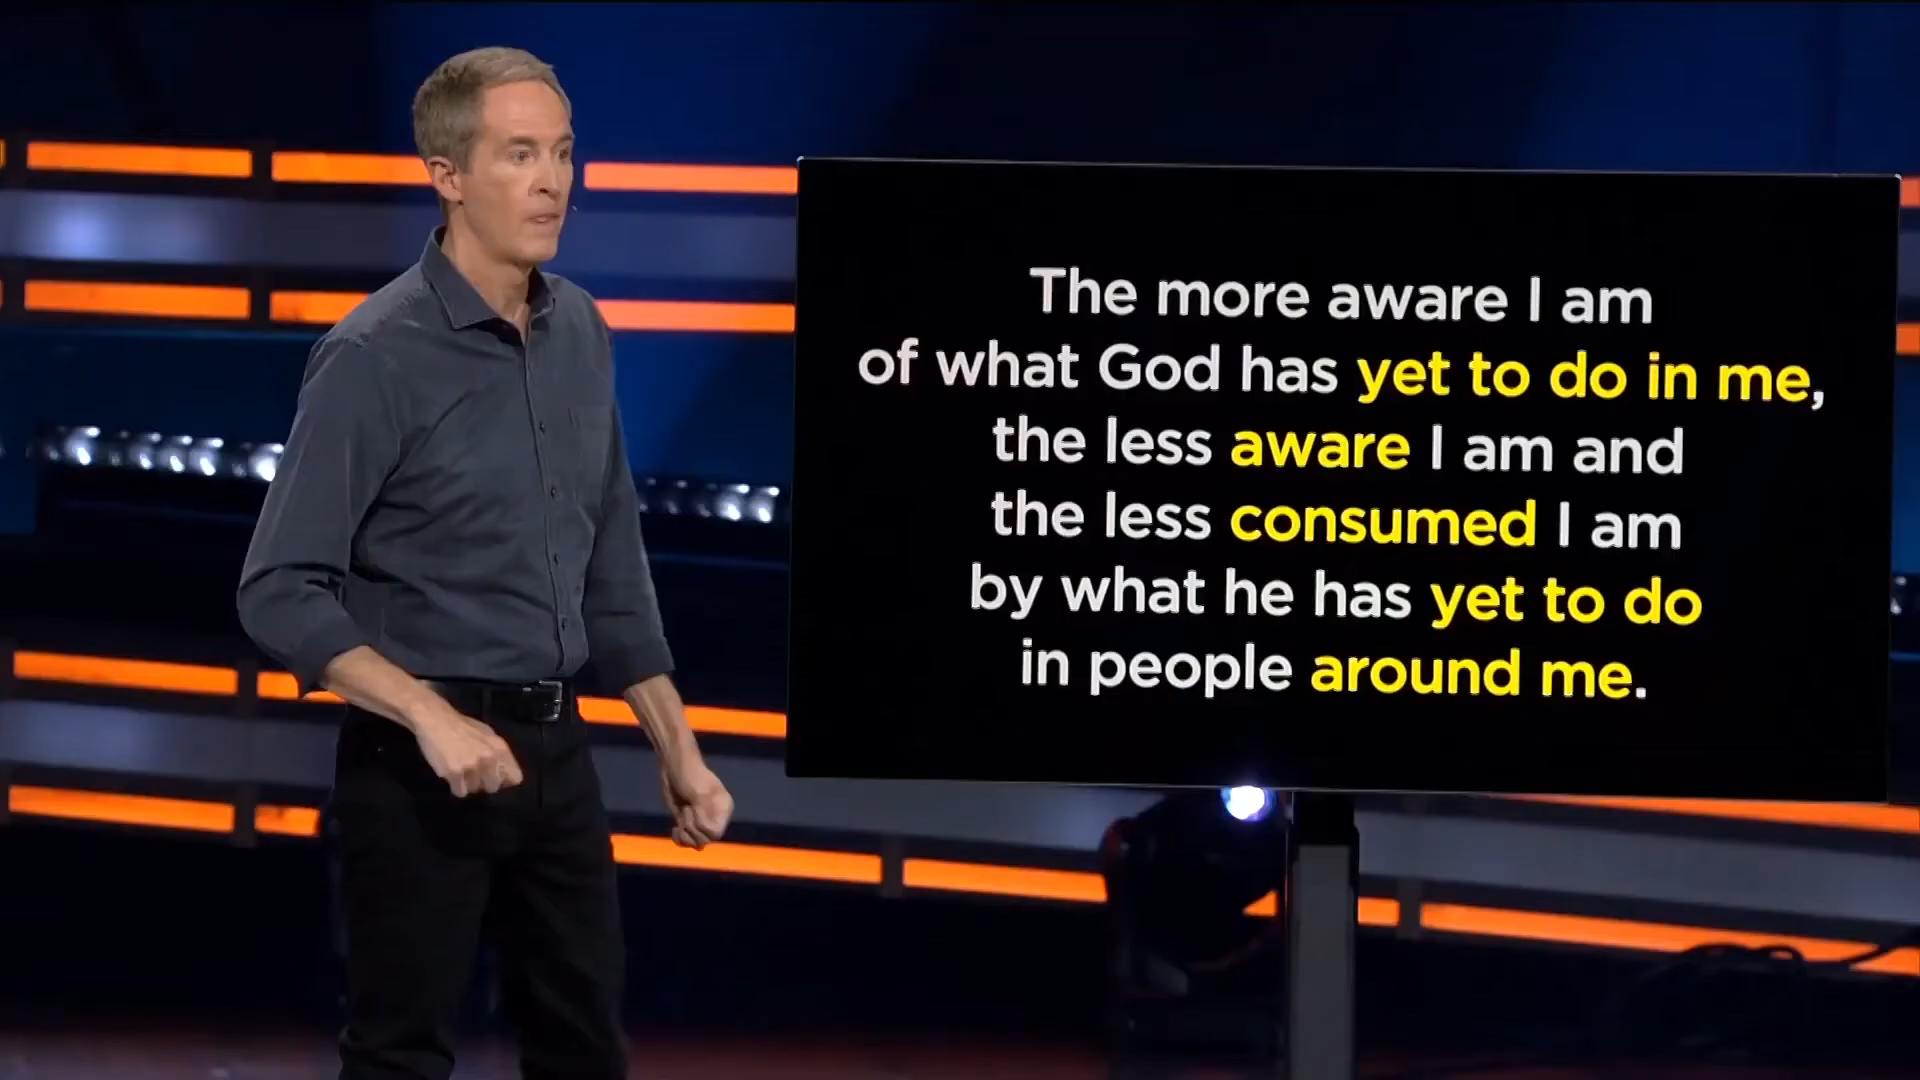 The more aware I am
of what God has yet to do in me,
the less aware I am and
the less consumed I am
by what he has yet to do
in people around me.